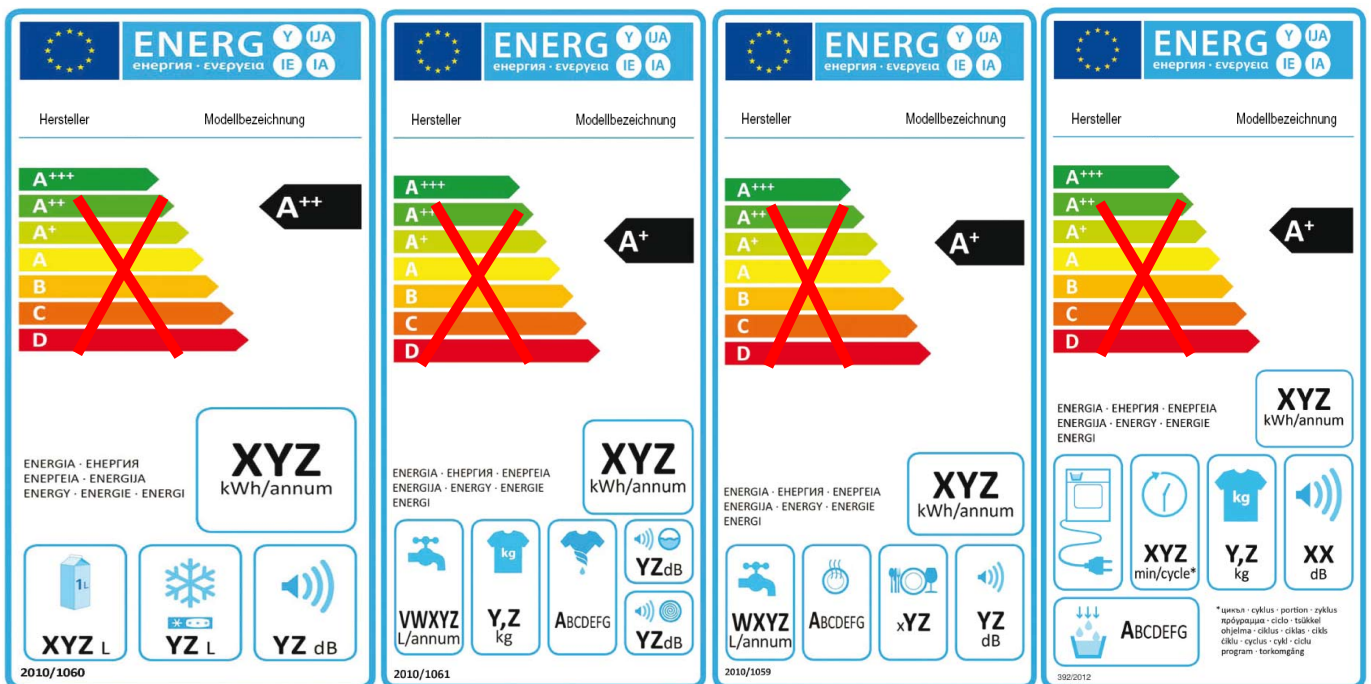 ENERG Y IJA IE IA
енергия · ενεργεια
Hersteller Modellbezeichnung
A+++
A++
A+
A
B
C
D
A++
ENERGIA · ЕНЕРГИЯ
ΕΝΕΡΓΕΙΑ · ENERGIJA
ENERGY · ENERGIE · ENERGI
XYZ
kWh/annum
1L
XYZ L
YZ L
YZ dB
2010/1060
ENERG Y IJA IE IA
енергия · ενεργεια
Hersteller Modellbezeichnung
A+++
A++
A+
A
B
C
D
A+
ENERGIA · ЕНЕРГИЯ · ΕΝΕΡΓΕΙΑ
ENERGIJA · ENERGY · ENERGIE
ENERGI
XYZ
kWh/annum
VWXYZ
L/annum
kg
Y,Z
kg
ABCDEFG
YZdB
YZdB
2010/1061
ENERG Y IJA IE IA
енергия · ενεργεια
Hersteller Modellbezeichnung
A+++
A++
A+
A
B
C
D
A+
ENERGIA · ЕНЕРГИЯ · ΕΝΕΡΓΕΙΑ
ENERGIJA · ENERGY · ENERGIE
ENERGI
XYZ
kWh/annum
WXYZ
L/annum
ABCDEFG
xYZ
YZ
dB
2010/1059
ENERG Y IJA IE IA
енергия · ενεργεια
Hersteller Modellbezeichnung
A+++
A++
A+
A
B
C
D
A+
ENERGIA · ЕНЕРГИЯ · ΕΝΕΡΓΕΙΑ
ENERGIJA · ENERGY · ENERGIE
ENERGI
XYZ
kWh/annum
XYZ
min/cycle*
kg
Y,Z
kg
XX
dB
ABCDEFG
*цикъл · cyklus · portion · zyklus
πρόγραμμα · ciclo · tsükkel
ohjelma · ciklus · ciklas · cikls
ċiklu · cyclus · cykl · ciclu
program · torkomgång
392/2012